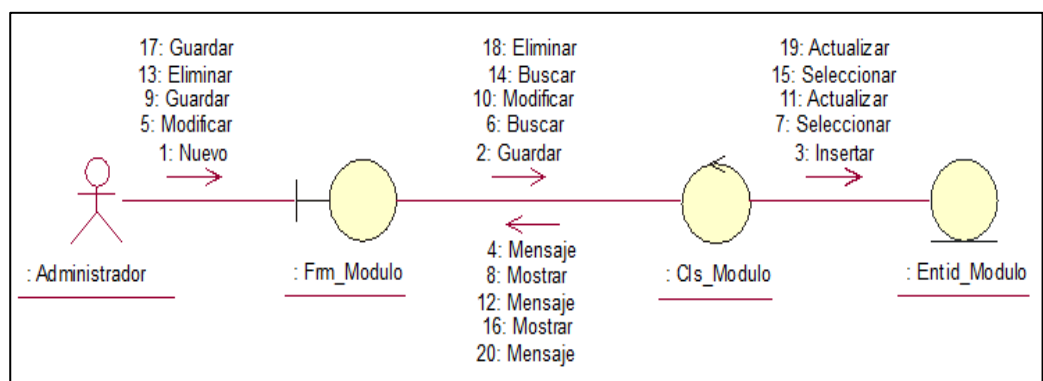 17: Guardar
13: Eliminar
9: Guardar
5: Modificar
1: Nuevo
18: Eliminar
14: Buscar
10: Modificar
6: Buscar
2: Guardar
19: Actualizar
15: Seleccionar
11: Actualizar
7: Seleccionar
3: Insertar
: Administrador
: Frm_Modulo
4: Mensaje
8: Mostrar
12: Mensaje
16: Mostrar
20: Mensaje
: Cls_Modulo
: Entid_Modulo